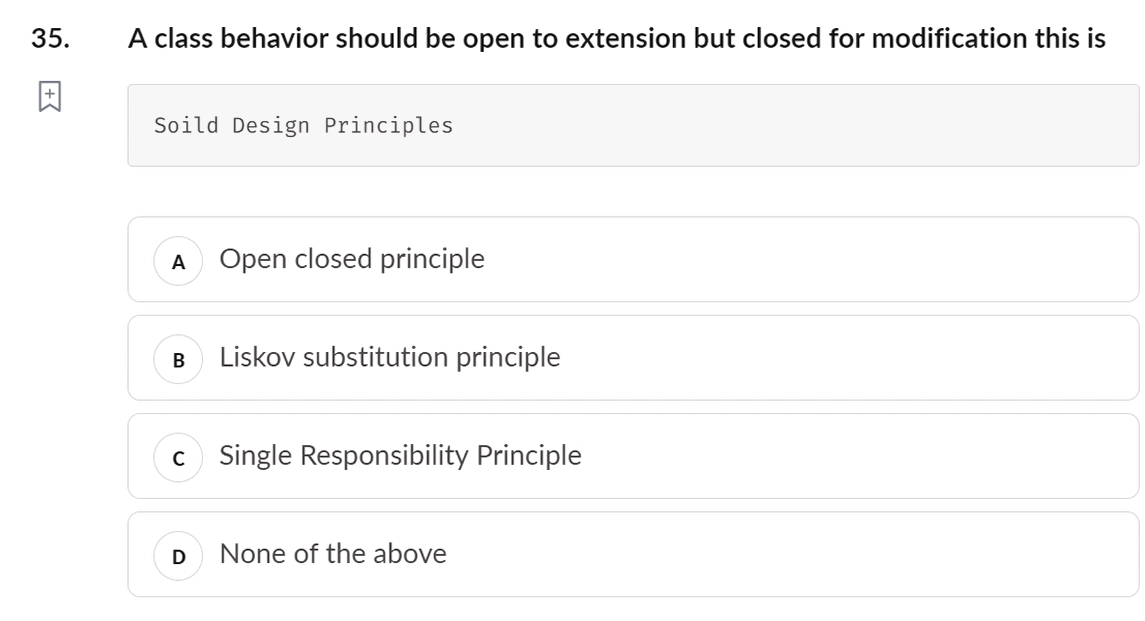 35. A class behavior should be open to extension but closed for modification this is
Soild Design Principles
A Open closed principle
B Liskov substitution principle
C Single Responsibility Principle
D None of the above